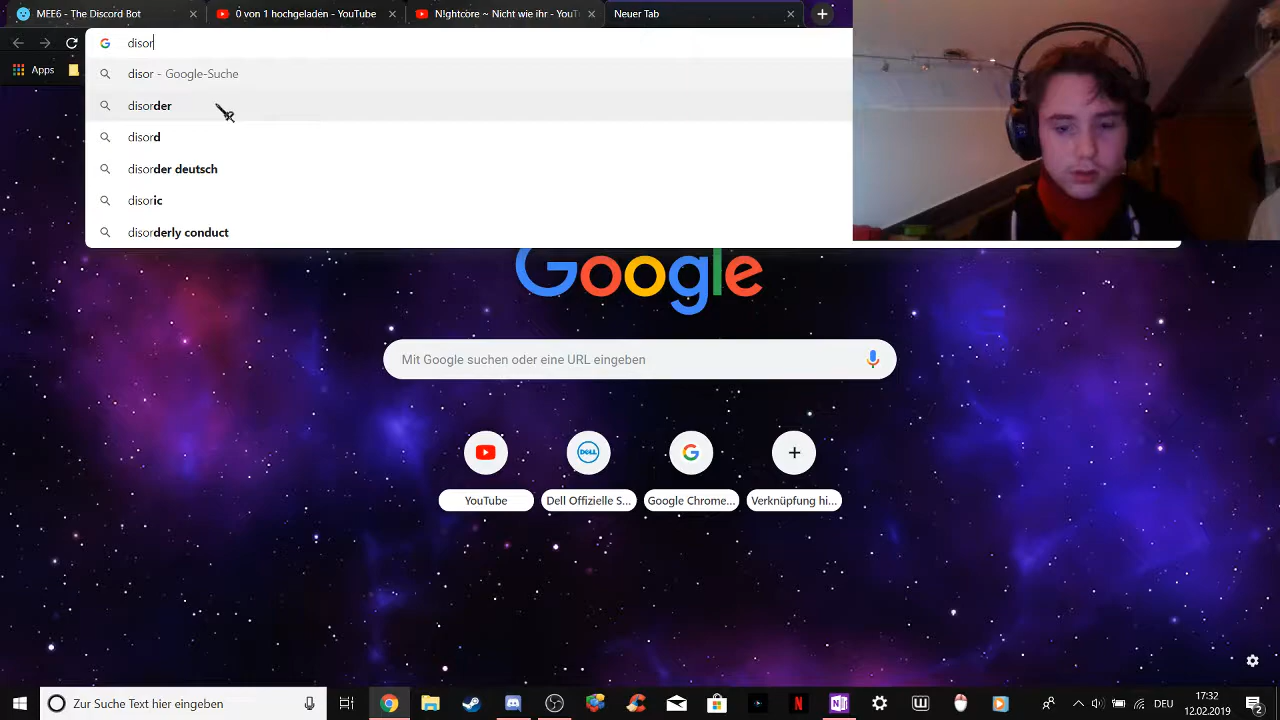 MEE6 - The Discord Bot
0 von 1 hochgeladen - YouTube
N!ghtcore ~ Nicht wie ihr - YouT
Neuer Tab
disor
Apps
disor - Google-Suche
disorder
disord
disorder deutsch
disoric
disorderly conduct
Google
Mit Google suchen oder eine URL eingeben
DELL
YouTube
Dell Offizielle S...
Google Chrome...
Verknüpfung hi...
Zur Suche Text hier eingeben
DEU
17:32
12.02.2019
2